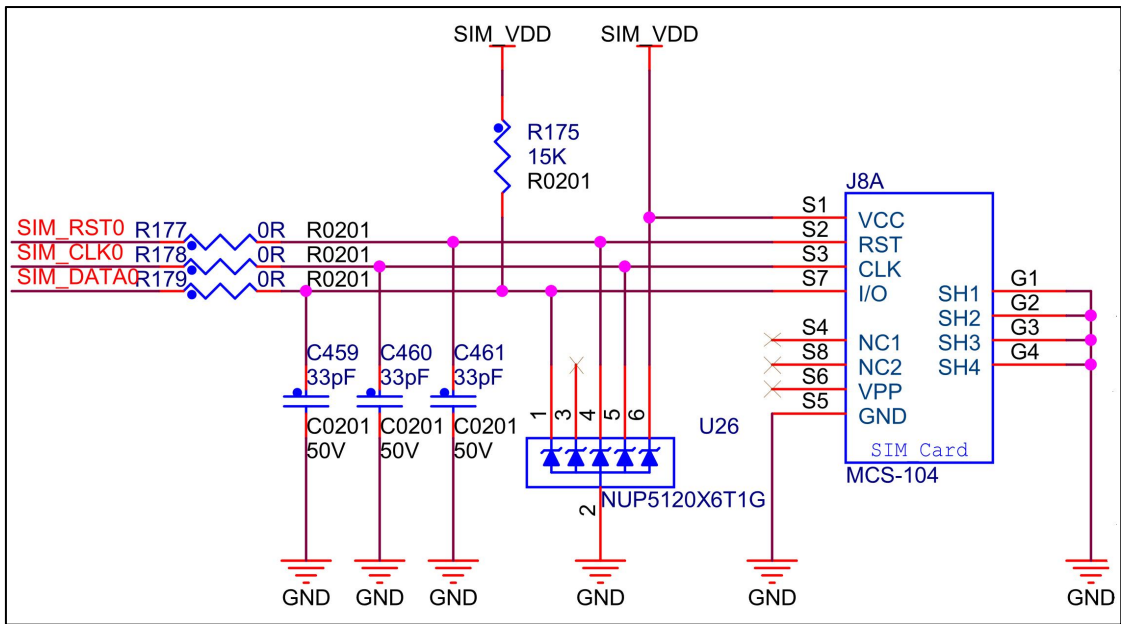 SIM_VDD SIM_VDD
R175
15K
R0201
J8A
SIM_RST0 R177 0R R0201
SIM_CLK0 R178 0R R0201
SIM_DATA0 R179 0R R0201
S1 VCC
S2 RST
S3 CLK
S7 I/O
S4 NC1
S8 NC2
S6 VPP
S5 GND
SH1 G1
SH2 G2
SH3 G3
SH4 G4
SIM Card
MCS-104
C459 C460 C461
33pF 33pF 33pF
C0201 C0201 C0201
50V 50V 50V
1 3 4 5 6
U26
NUP5120X6T1G
2
GND GND GND GND GND GND